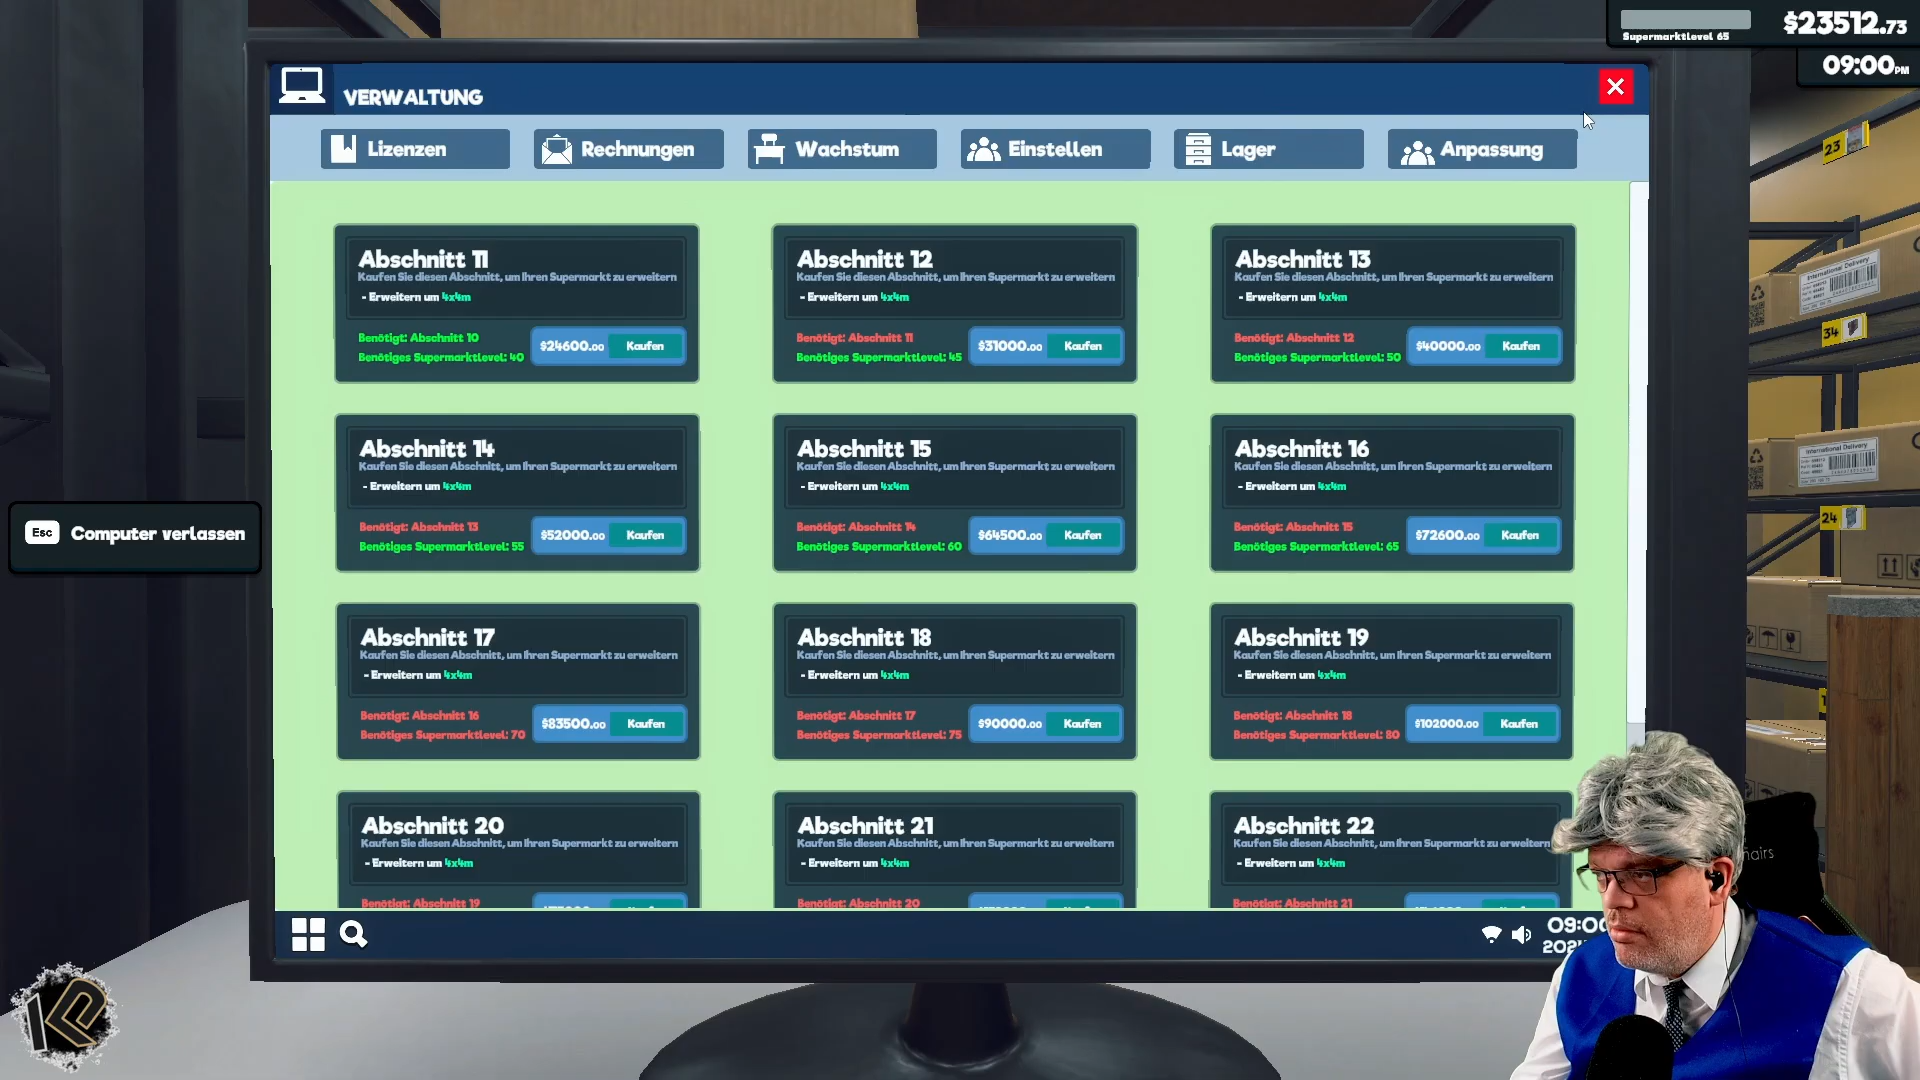 $23512.73
Supermarktlevel 65
09:00PM
VERWALTUNG
Lizenzen
Rechnungen
Wachstum
Einstellen
Lager
Anpassung
Abschnitt 11
Kaufen Sie diesen Abschnitt, um Ihren Supermarkt zu erweitern
- Erweitern um 4x4m
Benötigt: Abschnitt 10
Benötiges Supermarktlevel: 40
$24600.00 Kaufen
Abschnitt 12
Kaufen Sie diesen Abschnitt, um Ihren Supermarkt zu erweitern
- Erweitern um 4x4m
Benötigt: Abschnitt 11
Benötiges Supermarktlevel: 45
$31000.00 Kaufen
Abschnitt 13
Kaufen Sie diesen Abschnitt, um Ihren Supermarkt zu erweitern
- Erweitern um 4x4m
Benötigt: Abschnitt 12
Benötiges Supermarktlevel: 50
$40000.00 Kaufen
Abschnitt 14
Kaufen Sie diesen Abschnitt, um Ihren Supermarkt zu erweitern
- Erweitern um 4x4m
Benötigt: Abschnitt 13
Benötiges Supermarktlevel: 55
$52000.00 Kaufen
Abschnitt 15
Kaufen Sie diesen Abschnitt, um Ihren Supermarkt zu erweitern
- Erweitern um 4x4m
Benötigt: Abschnitt 14
Benötiges Supermarktlevel: 60
$64500.00 Kaufen
Abschnitt 16
Kaufen Sie diesen Abschnitt, um Ihren Supermarkt zu erweitern
- Erweitern um 4x4m
Benötigt: Abschnitt 15
Benötiges Supermarktlevel: 65
$72600.00 Kaufen
Abschnitt 17
Kaufen Sie diesen Abschnitt, um Ihren Supermarkt zu erweitern
- Erweitern um 4x4m
Benötigt: Abschnitt 16
Benötiges Supermarktlevel: 70
$83500.00 Kaufen
Abschnitt 18
Kaufen Sie diesen Abschnitt, um Ihren Supermarkt zu erweitern
- Erweitern um 4x4m
Benötigt: Abschnitt 17
Benötiges Supermarktlevel: 75
$90000.00 Kaufen
Abschnitt 19
Kaufen Sie diesen Abschnitt, um Ihren Supermarkt zu erweitern
- Erweitern um 4x4m
Benötigt: Abschnitt 18
Benötiges Supermarktlevel: 80
$102000.00 Kaufen
Abschnitt 20
Kaufen Sie diesen Abschnitt, um Ihren Supermarkt zu erweitern
- Erweitern um 4x4m
Benötigt: Abschnitt 19
Abschnitt 21
Kaufen Sie diesen Abschnitt, um Ihren Supermarkt zu erweitern
- Erweitern um 4x4m
Benötigt: Abschnitt 20
Abschnitt 22
Kaufen Sie diesen Abschnitt, um Ihren Supermarkt zu erweitern
- Erweitern um 4x4m
Benötigt: Abschnitt 21
Esc Computer verlassen
23
International Delivery
34
International Delivery
24
hairs
09:00
202